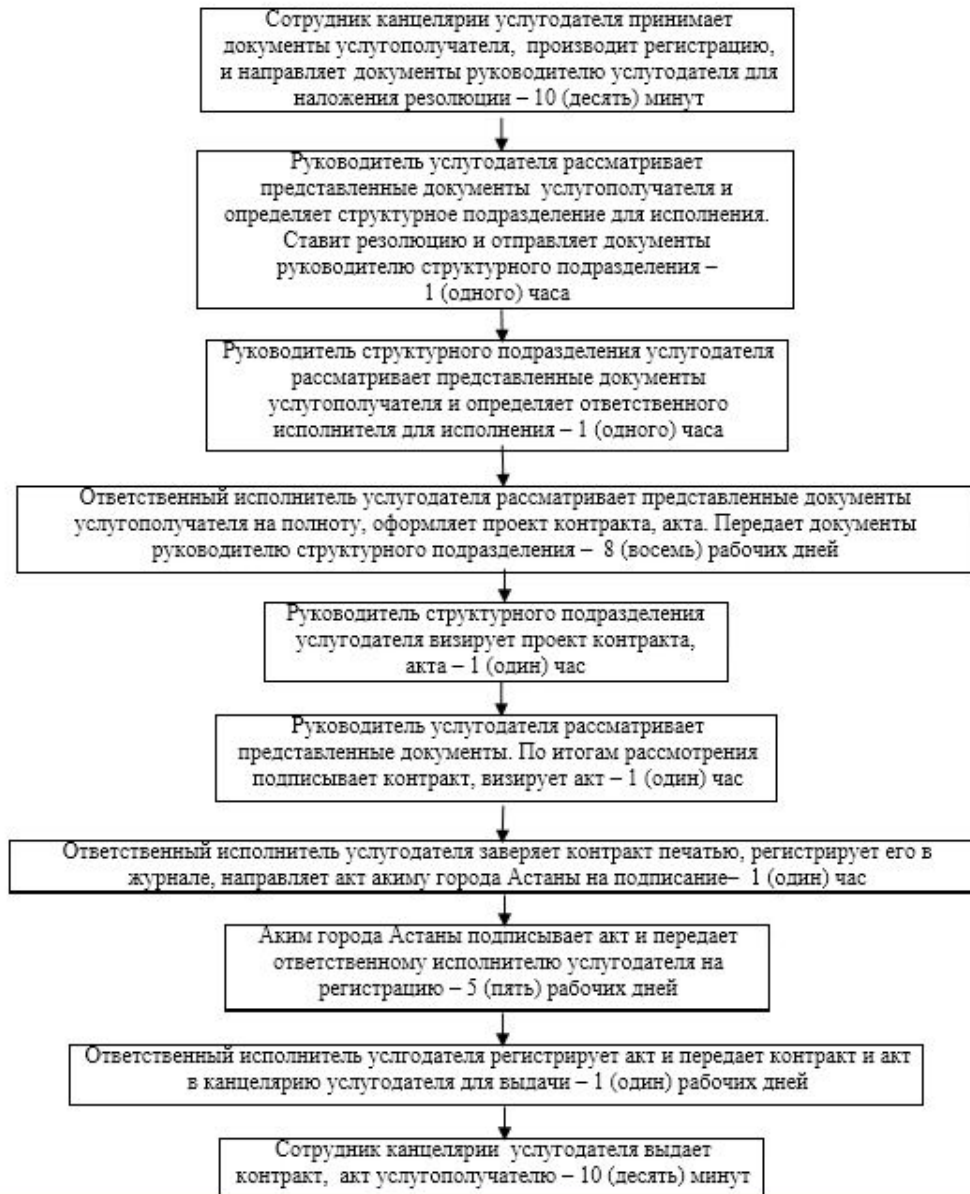 Сотрудник канцелярии услугодателя принимает
документы услугополучателя, производит регистрацию,
и направляет документы руководителю услугодателя для
наложения резолюции – 10 (десять) минут
Руководитель услугодателя рассматривает
представленные документы услугополучателя и
определяет структурное подразделение для исполнения.
Ставит резолюцию и отправляет документы
руководителю структурного подразделения –
1 (одного) часа
Руководитель структурного подразделения услугодателя
рассматривает представленные документы
услугополучателя и определяет ответственного
исполнителя для исполнения – 1 (одного) часа
Ответственный исполнитель услугодателя рассматривает представленные документы
услугополучателя на полноту, оформляет проект контракта, акта. Передает документы
руководителю структурного подразделения – 8 (восемь) рабочих дней
Руководитель структурного подразделения
услугодателя визирует проект контракта,
акта – 1 (один) час
Руководитель услугодателя рассматривает
представленные документы. По итогам рассмотрения
подписывает контракт, визирует акт – 1 (один) час
Ответственный исполнитель услугодателя заверяет контракт печатью, регистрирует его в
журнале, направляет акт акиму города Астаны на подписание– 1 (один) час
Аким города Астаны подписывает акт и передает
ответственному исполнителю услугодателя на
регистрацию – 5 (пять) рабочих дней
Ответственный исполнитель услгодателя регистрирует акт и передает контракт и акт
в канцелярию услугодателя для выдачи – 1 (один) рабочих дней
Сотрудник канцелярии услугодателя выдает
контракт, акт услугополучателю – 10 (десять) минут